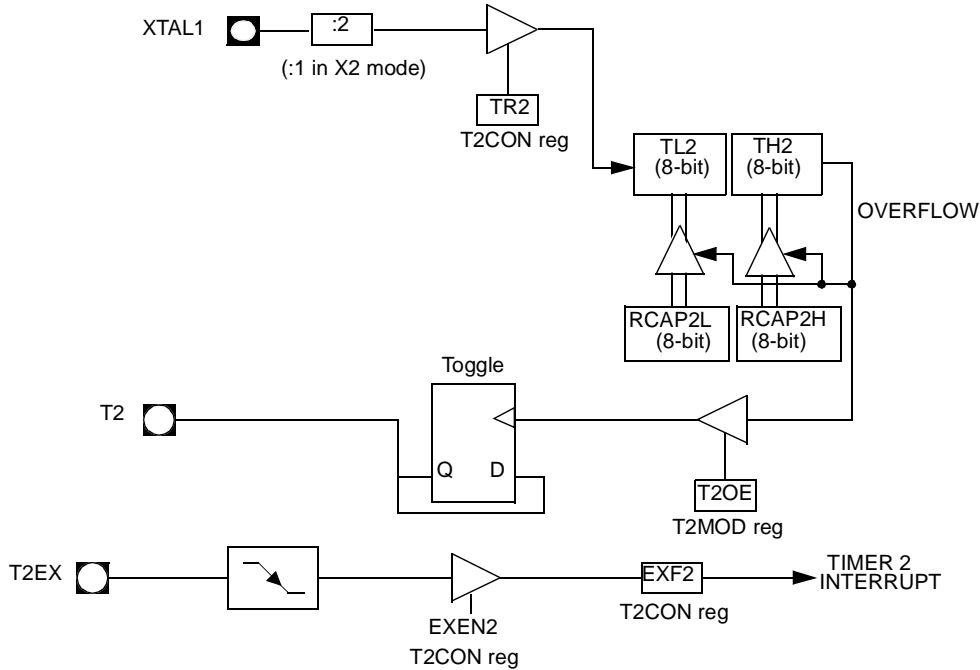 XTAL1
:2
(:1 in X2 mode)
TR2
T2CON reg
TL2
(8-bit)
TH2
(8-bit)
OVERFLOW
RCAP2L
(8-bit)
RCAP2H
(8-bit)
Toggle
T2
Q D
T2OE
T2MOD reg
T2EX
EXEN2
T2CON reg
EXF2
T2CON reg
TIMER 2
INTERRUPT